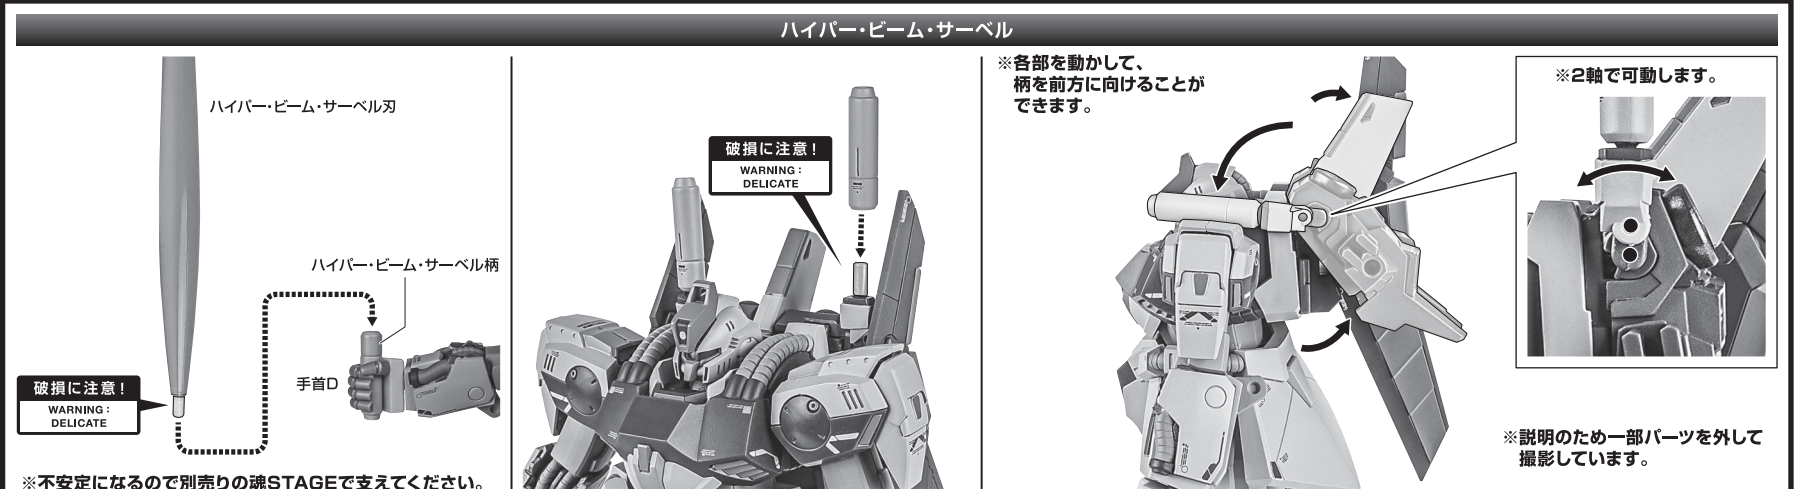 ハイパー・ビーム・サーベル
ハイパー・ビーム・サーベル刃
ハイパー・ビーム・サーベル柄
手首D
破損に注意!
WARNING :
DELICATE
※不安定になるので別売りの魂STAGEで支えてください。
破損に注意!
WARNING :
DELICATE
※各部を動かして、
柄を前方に向けることが
できます。
※2軸で可動します。
※説明のため一部パーツを外して
撮影しています。